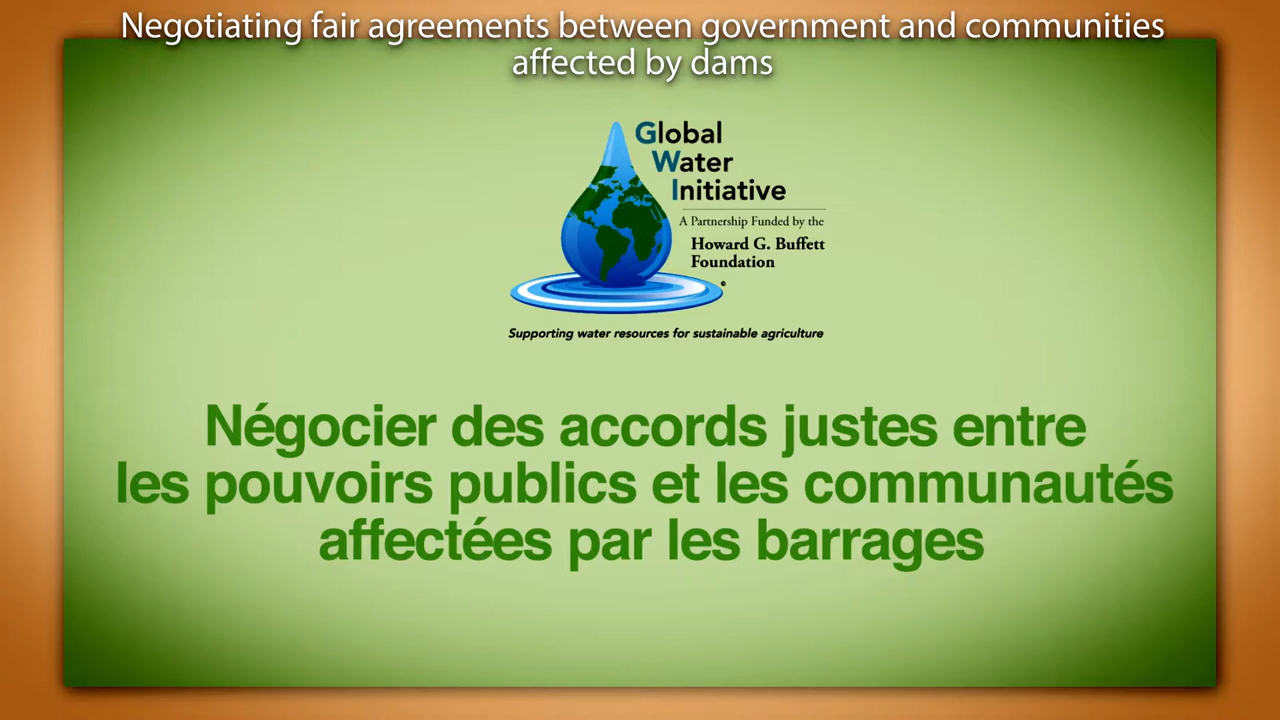 Negotiating fair agreements between government and communities
affected by dams
Global
Water
Initiative
A Partnership Funded by the
Howard G. Buffett
Foundation
©
Supporting water resources for sustainable agriculture
Négocier des accords justes entre
les pouvoirs publics et les communautés
affectées par les barrages